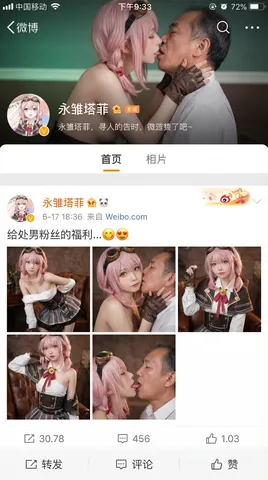 中国移动 下午9:33 72%
微博
永雏塔菲
永雏塔菲，寻人的告时，微波猿了吧~
首页 相片
永雏塔菲
6-17 18:36 来自 Weibo.com
给处男粉丝的福利...
30.78 456 1.03
转发 评论 赞